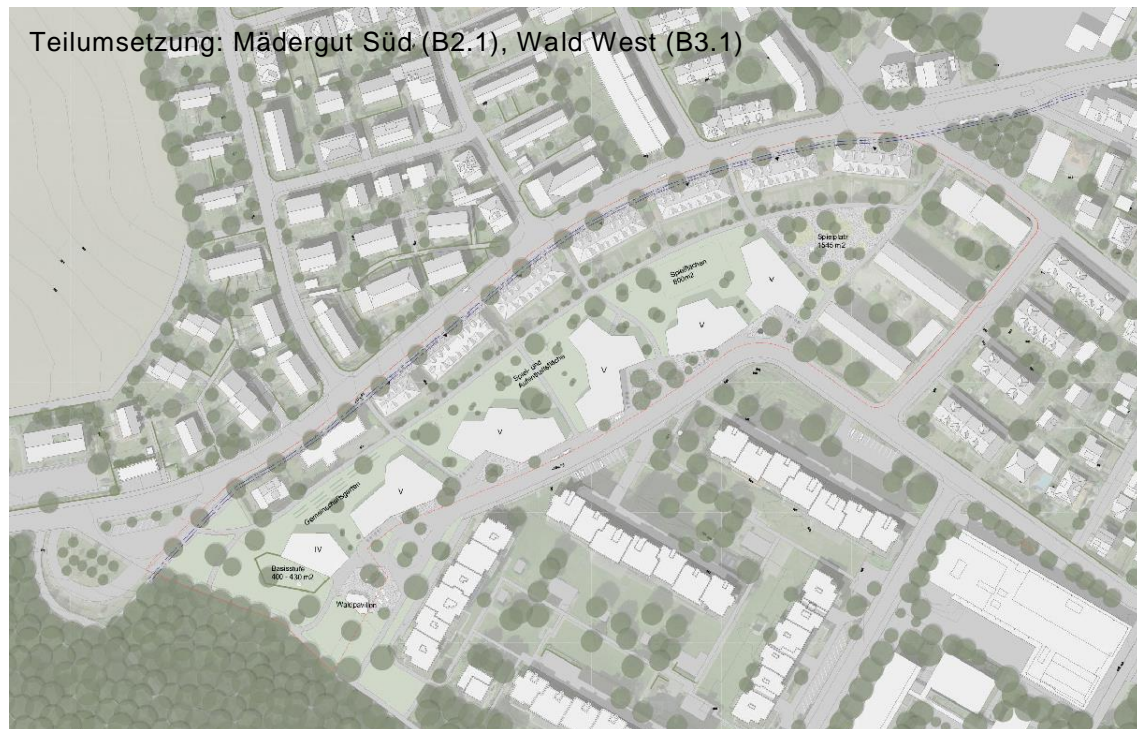 Teilumsetzung: Mädergut Süd (B2.1), Wald West (B3.1)
Spielplatz
1545 m2
Spielflächen
800m2
V
V
Spiel- und
Aufenthaltsfläche
V
V
Gemeinschaftsgarten
V
IV
Basisstufe
400 - 430 m2
Waldpavillon